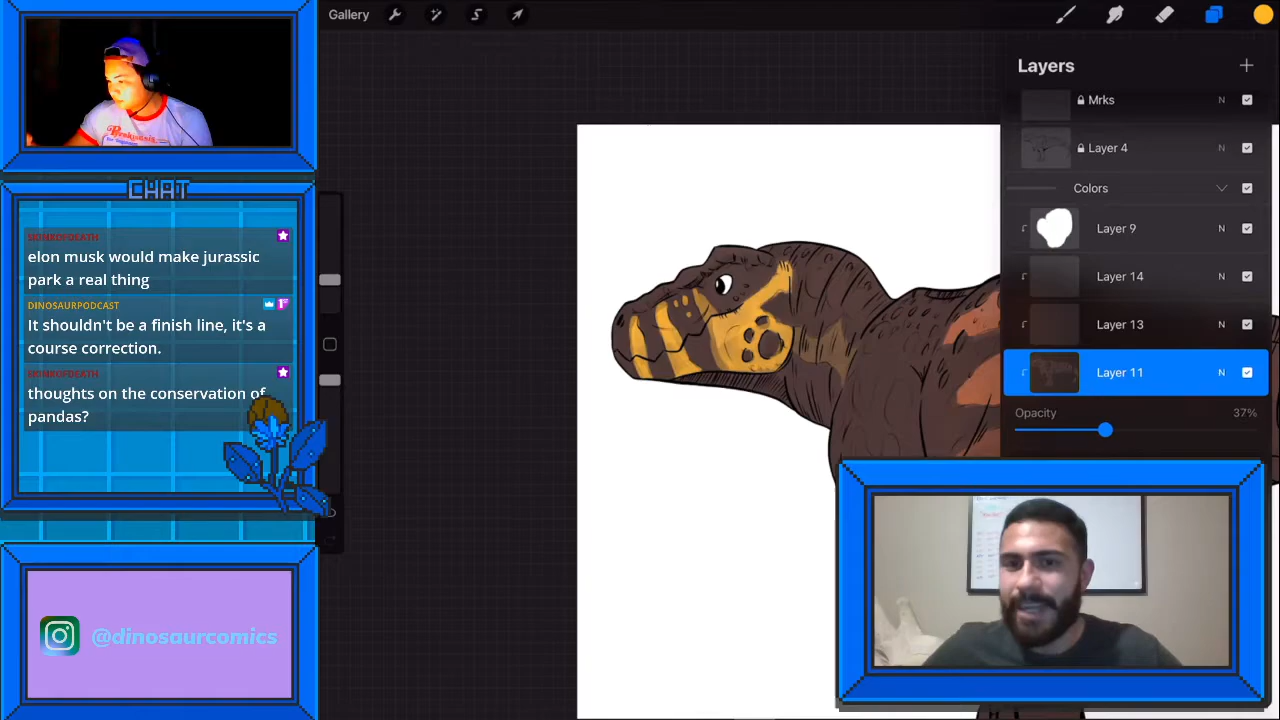 Gallery
Layers
Mrks
N
Layer 4
N
Colors
Layer 9
N
Layer 14
N
Layer 13
N
Layer 11
N
Opacity
37%
CHAT
elon musk would make jurassic
park a real thing
DINOSAURPODCAST
It shouldn't be a finish line, it's a
course correction.
thoughts on the conservation of
pandas?
@dinosaurcomics